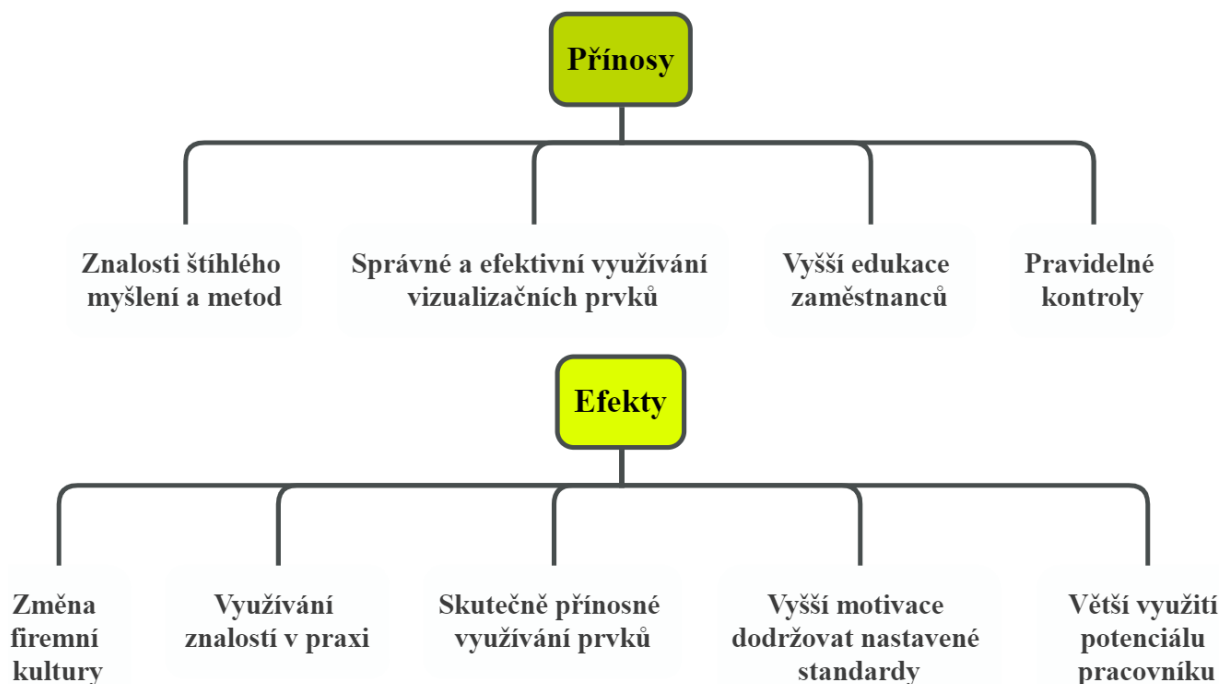 Přínosy
Znalosti štíhlého
myšlení a metod
Správné a efektivní využívání
vizualizačních prvků
Vyšší edukace
zaměstnanců
Pravidelné
kontroly
Efekty
Změna
firemní
kultury
Využívání
znalostí v praxi
Skutečně přínosné
využívání prvků
Vyšší motivace
dodržovat nastavené
standardy
Větší využití
potenciálu
pracovníku